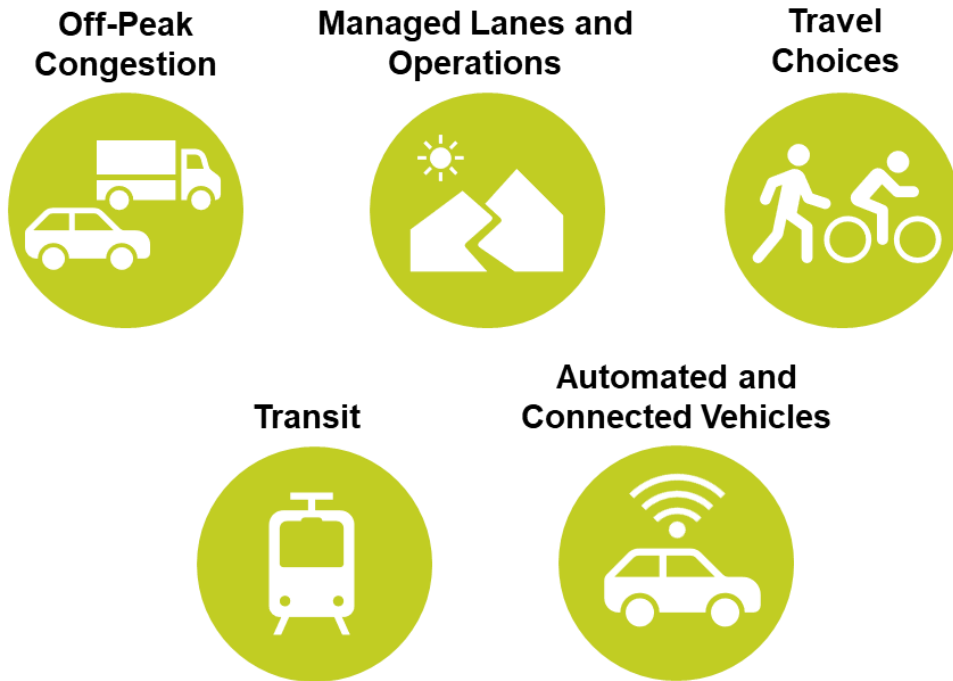 Off-Peak
Congestion
Managed Lanes and
Operations
Travel
Choices
Transit
Automated and
Connected Vehicles